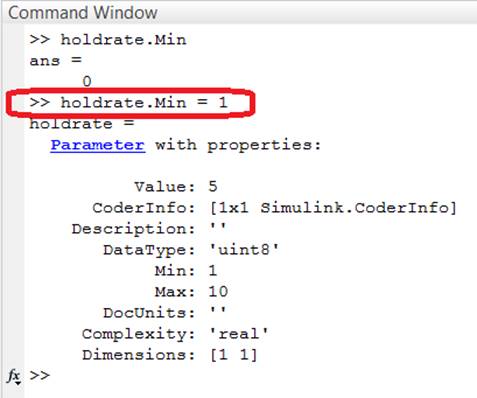 Command Window
>> holdrate.Min
ans =
0
>> holdrate.Min = 1
holdrate =
Parameter with properties:
Value: 5
CoderInfo: [1x1 Simulink.CoderInfo]
Description: ''
DataType: 'uint8'
Min: 1
Max: 10
DocUnits: ''
Complexity: 'real'
Dimensions: [1 1]
fx >>